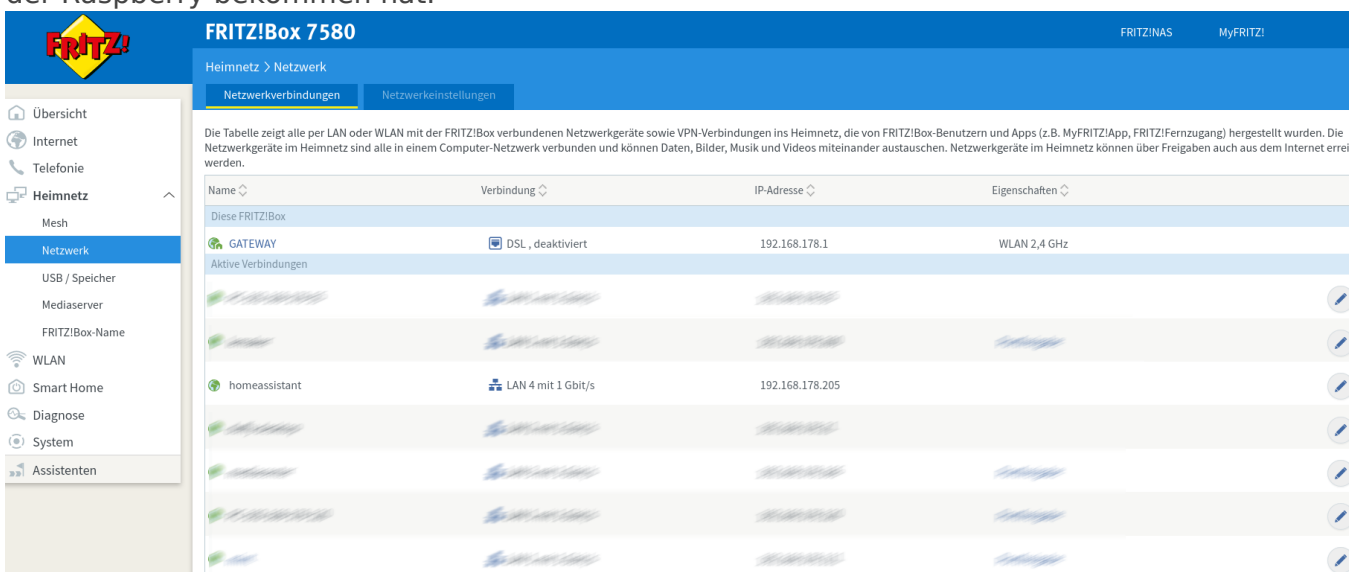 der Raspberry bekommen hat.
FRITZ!
FRITZ!Box 7580
FRITZ!NAS MyFRITZ!
Heimnetz > Netzwerk
Netzwerkverbindungen Netzwerkeinstellungen
Übersicht
Internet
Telefonie
Heimnetz
Mesh
Netzwerk
USB / Speicher
Mediaserver
FRITZ!Box-Name
WLAN
Smart Home
Diagnose
System
Assistenten
Die Tabelle zeigt alle per LAN oder WLAN mit der FRITZ!Box verbundenen Netzwerkgeräte sowie VPN-Verbindungen ins Heimnetz, die von FRITZ!Box-Benutzern und Apps (z.B. MyFRITZ!App, FRITZ!Fernzugang) hergestellt wurden. Die
Netzwerkgeräte im Heimnetz sind alle in einem Computer-Netzwerk verbunden und können Daten, Bilder, Musik und Videos miteinander austauschen. Netzwerkgeräte im Heimnetz können über Freigaben auch aus dem Internet errei
werden.
Name Verbindung IP-Adresse Eigenschaften
Diese FRITZ!Box
GATEWAY DSL , deaktiviert 192.168.178.1 WLAN 2,4 GHz
Aktive Verbindungen
homeassistant LAN 4 mit 1 Gbit/s 192.168.178.205